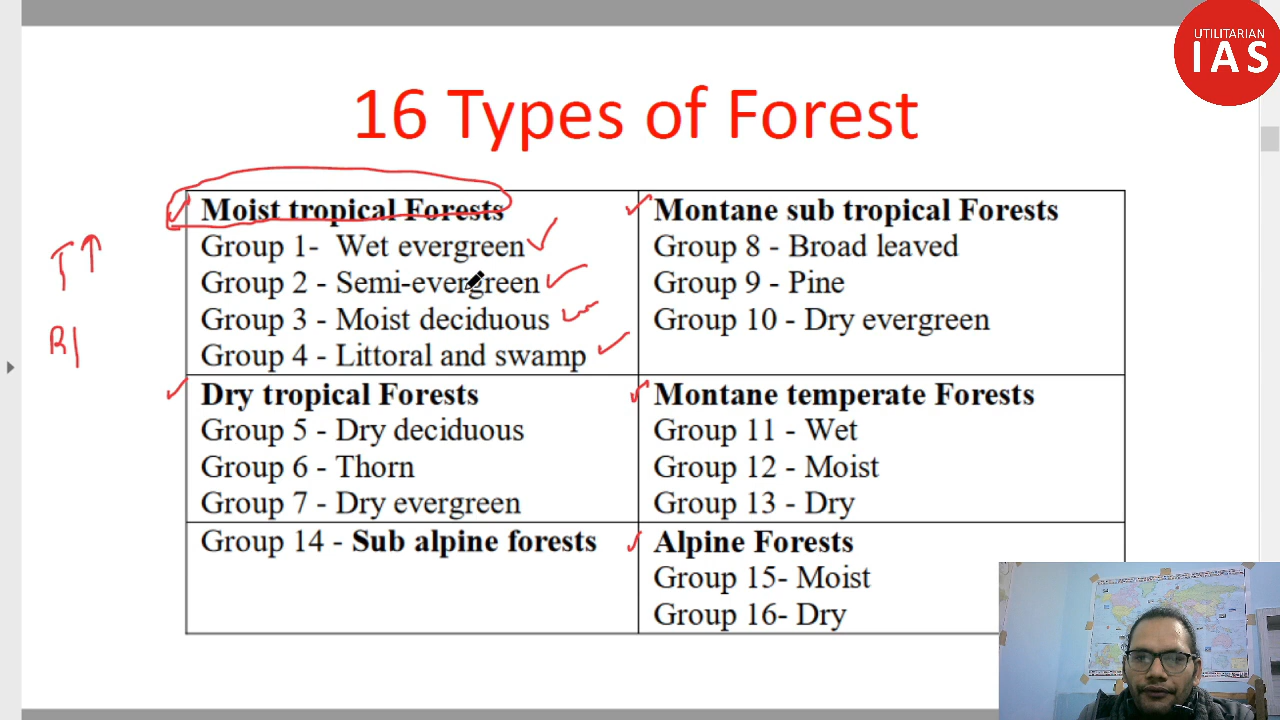 UTILITARIAN
IAS
16 Types of Forest
Moist tropical Forests
Group 1- Wet evergreen
Group 2 - Semi-evergreen
Group 3 - Moist deciduous
Group 4 - Littoral and swamp
Montane sub tropical Forests
Group 8 - Broad leaved
Group 9 - Pine
Group 10 - Dry evergreen
Dry tropical Forests
Group 5 - Dry deciduous
Group 6 - Thorn
Group 7 - Dry evergreen
Montane temperate Forests
Group 11 - Wet
Group 12 - Moist
Group 13 - Dry
Group 14 - Sub alpine forests
Alpine Forests
Group 15- Moist
Group 16- Dry
T↑